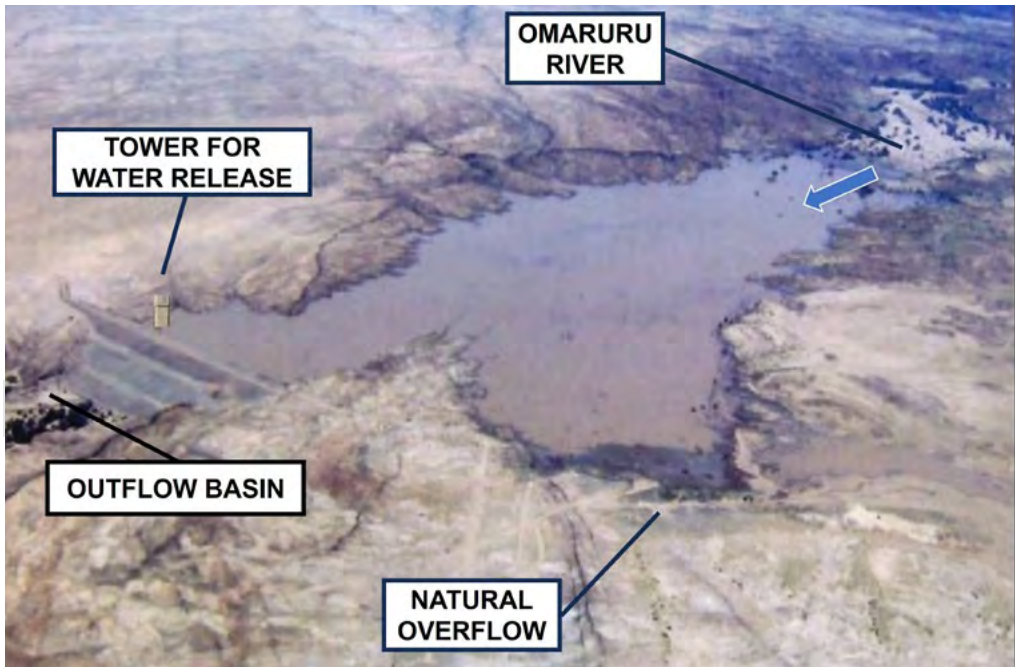 OMARURU
RIVER
TOWER FOR
WATER RELEASE
OUTFLOW BASIN
NATURAL
OVERFLOW